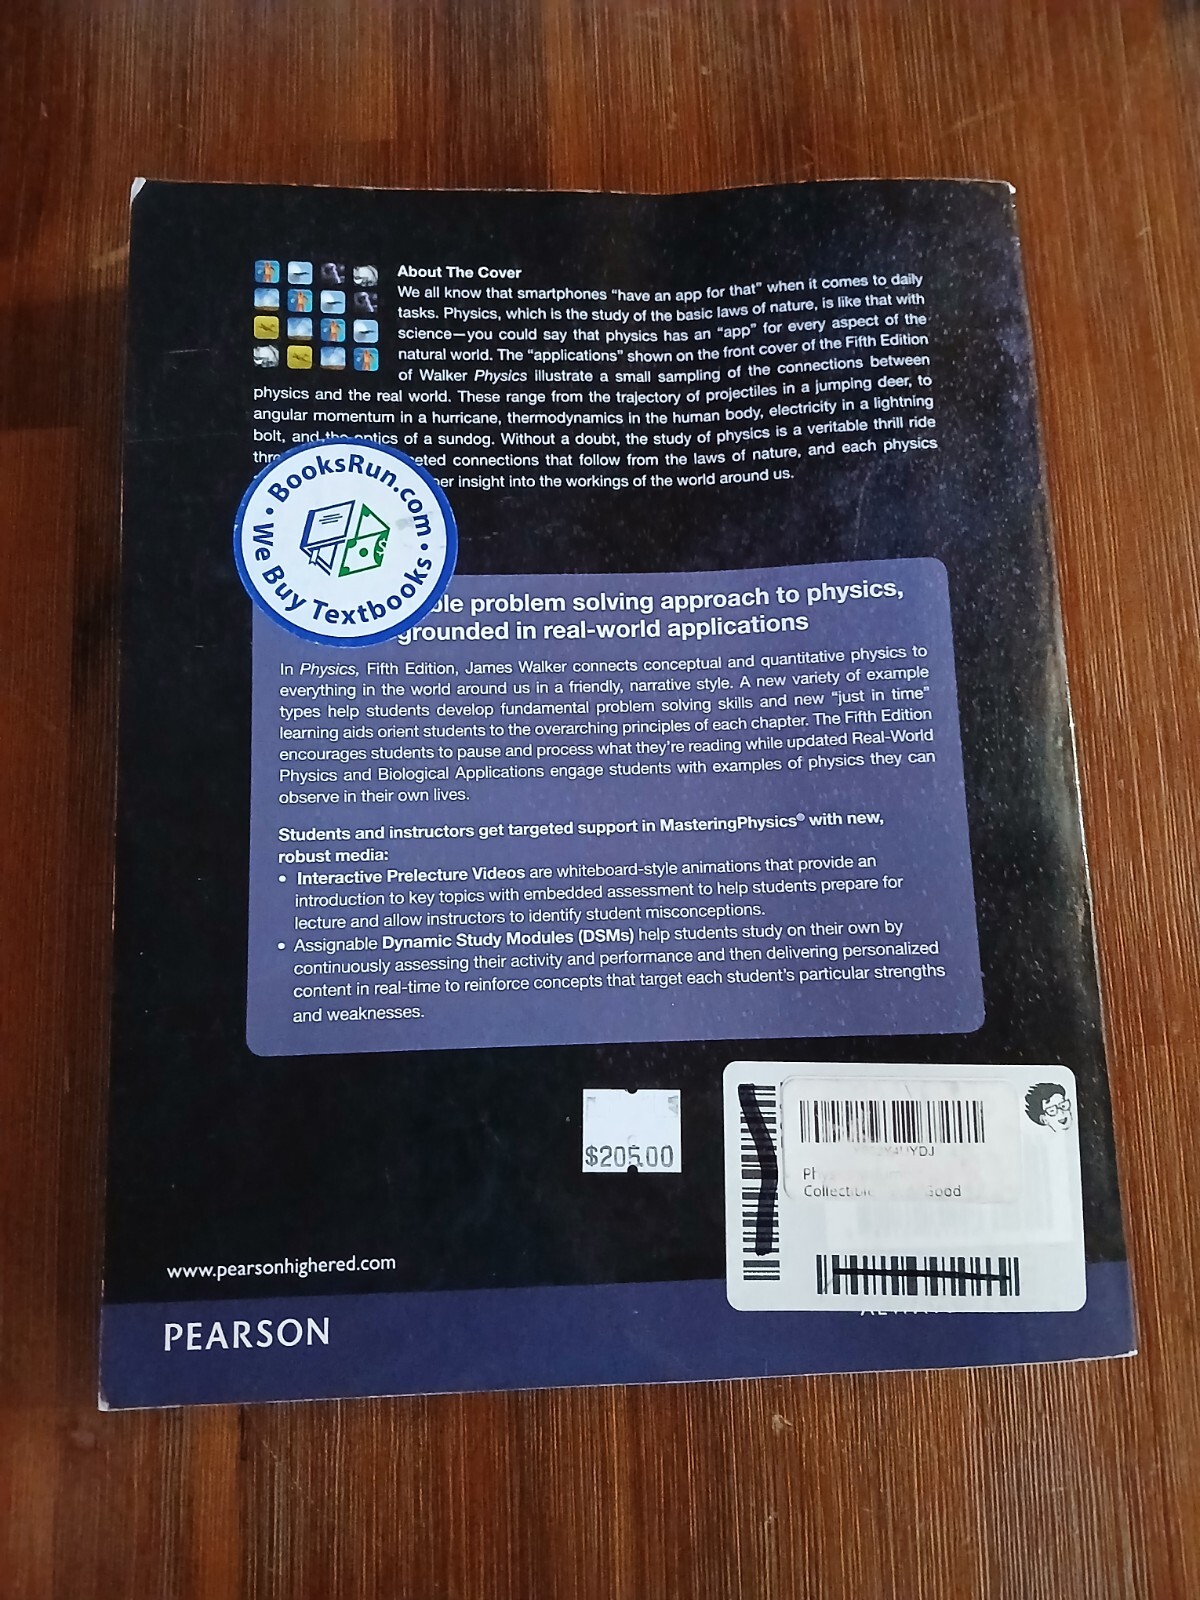 About The Cover
We all know that smartphones “have an app for that” when it comes to daily
tasks. Physics, which is the study of the basic laws of nature, is like that with
science—you could say that physics has an “app” for every aspect of the
natural world. The “applications” shown on the front cover of the Fifth Edition
of Walker Physics illustrate a small sampling of the connections between
physics and the real world. These range from the trajectory of projectiles in a jumping deer, to
angular momentum in a hurricane, thermodynamics in the human body, electricity in a lightning
bolt, and the optics of a sundog. Without a doubt, the study of physics is a veritable thrill ride
connections that follow from the laws of nature, and each physics
insight into the workings of the world around us.
• BooksRun.com •
We Buy Textbooks
problem solving approach to physics,
grounded in real-world applications
In Physics, Fifth Edition, James Walker connects conceptual and quantitative physics to
everything in the world around us in a friendly, narrative style. A new variety of example
types help students develop fundamental problem solving skills and new “just in time”
learning aids orient students to the overarching principles of each chapter. The Fifth Edition
encourages students to pause and process what they’re reading while updated Real-World
Physics and Biological Applications engage students with examples of physics they can
observe in their own lives.
Students and instructors get targeted support in MasteringPhysics® with new,
robust media:
• Interactive Prelecture Videos are whiteboard-style animations that provide an
introduction to key topics with embedded assessment to help students prepare for
lecture and allow instructors to identify student misconceptions.
• Assignable Dynamic Study Modules (DSMs) help students study on their own by
continuously assessing their activity and performance and then delivering personalized
content in real-time to reinforce concepts that target each student’s particular strengths
and weaknesses.
$205.00
www.pearsonhighered.com
PEARSON